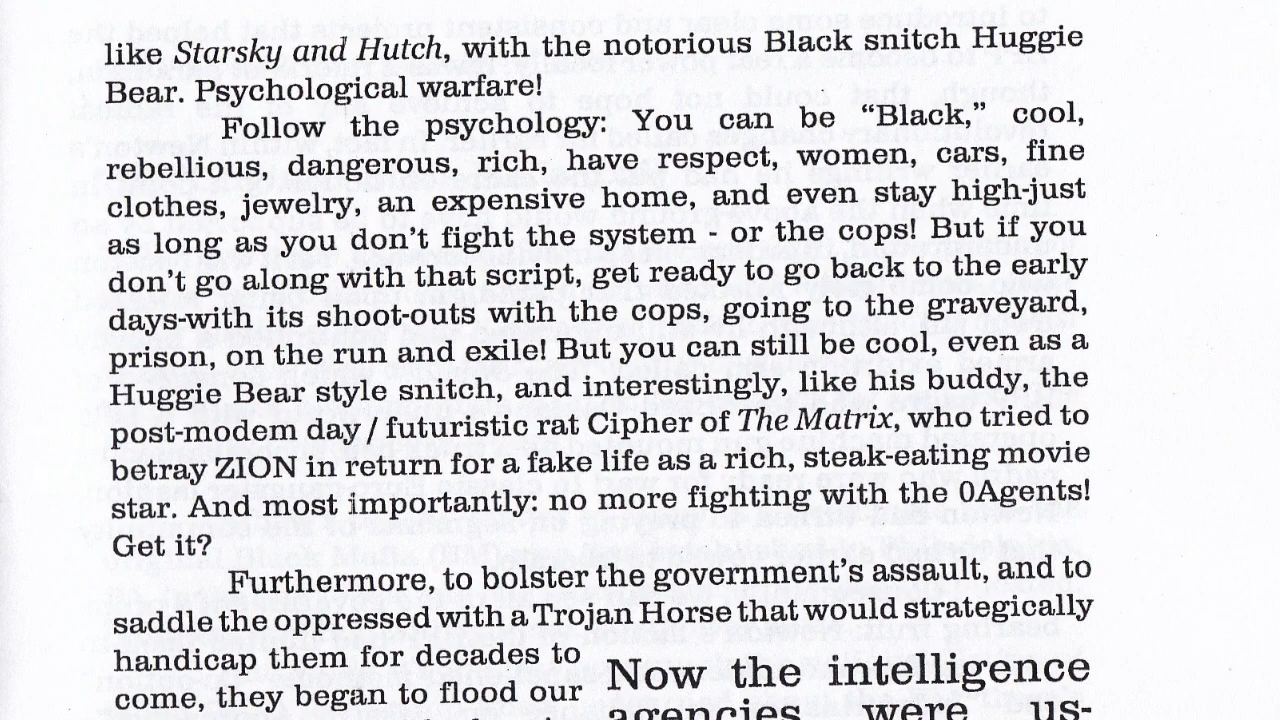 like Starsky and Hutch, with the notorious Black snitch Huggie
Bear. Psychological warfare!
Follow the psychology: You can be “Black,” cool,
rebellious, dangerous, rich, have respect, women, cars, fine
clothes, jewelry, an expensive home, and even stay high-just
as long as you don’t fight the system - or the cops! But if you
don’t go along with that script, get ready to go back to the early
days-with its shoot-outs with the cops, going to the graveyard,
prison, on the run and exile! But you can still be cool, even as a
Huggie Bear style snitch, and interestingly, like his buddy, the
post-modem day / futuristic rat Cipher of The Matrix, who tried to
betray ZION in return for a fake life as a rich, steak-eating movie
star. And most importantly: no more fighting with the 0Agents!
Get it?
Furthermore, to bolster the government’s assault, and to
saddle the oppressed with a Trojan Horse that would strategically
handicap them for decades to
come, they began to flood our
Now the intelligence
agencies were us-